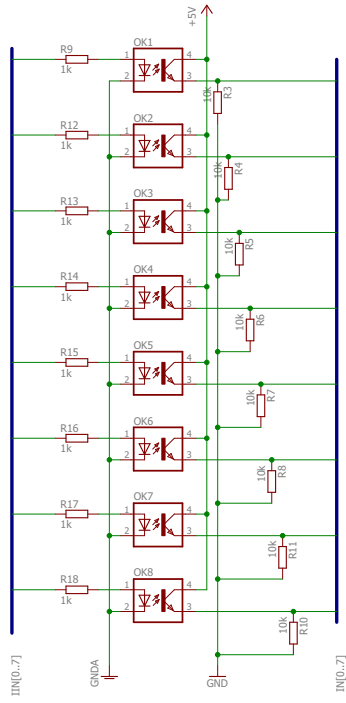 +5V
R9
1k
1
2
OK1
4
3
10k
R3
R12
1k
1
2
OK2
4
3
10k
R4
R13
1k
1
2
OK3
4
3
10k
R5
R14
1k
1
2
OK4
4
3
10k
R6
R15
1k
1
2
OK5
4
3
10k
R7
R16
1k
1
2
OK6
4
3
10k
R8
R17
1k
1
2
OK7
4
3
10k
R11
R18
1k
1
2
OK8
4
3
10k
R10
IIN[0..7]
GNDA
GND
IN[0..7]